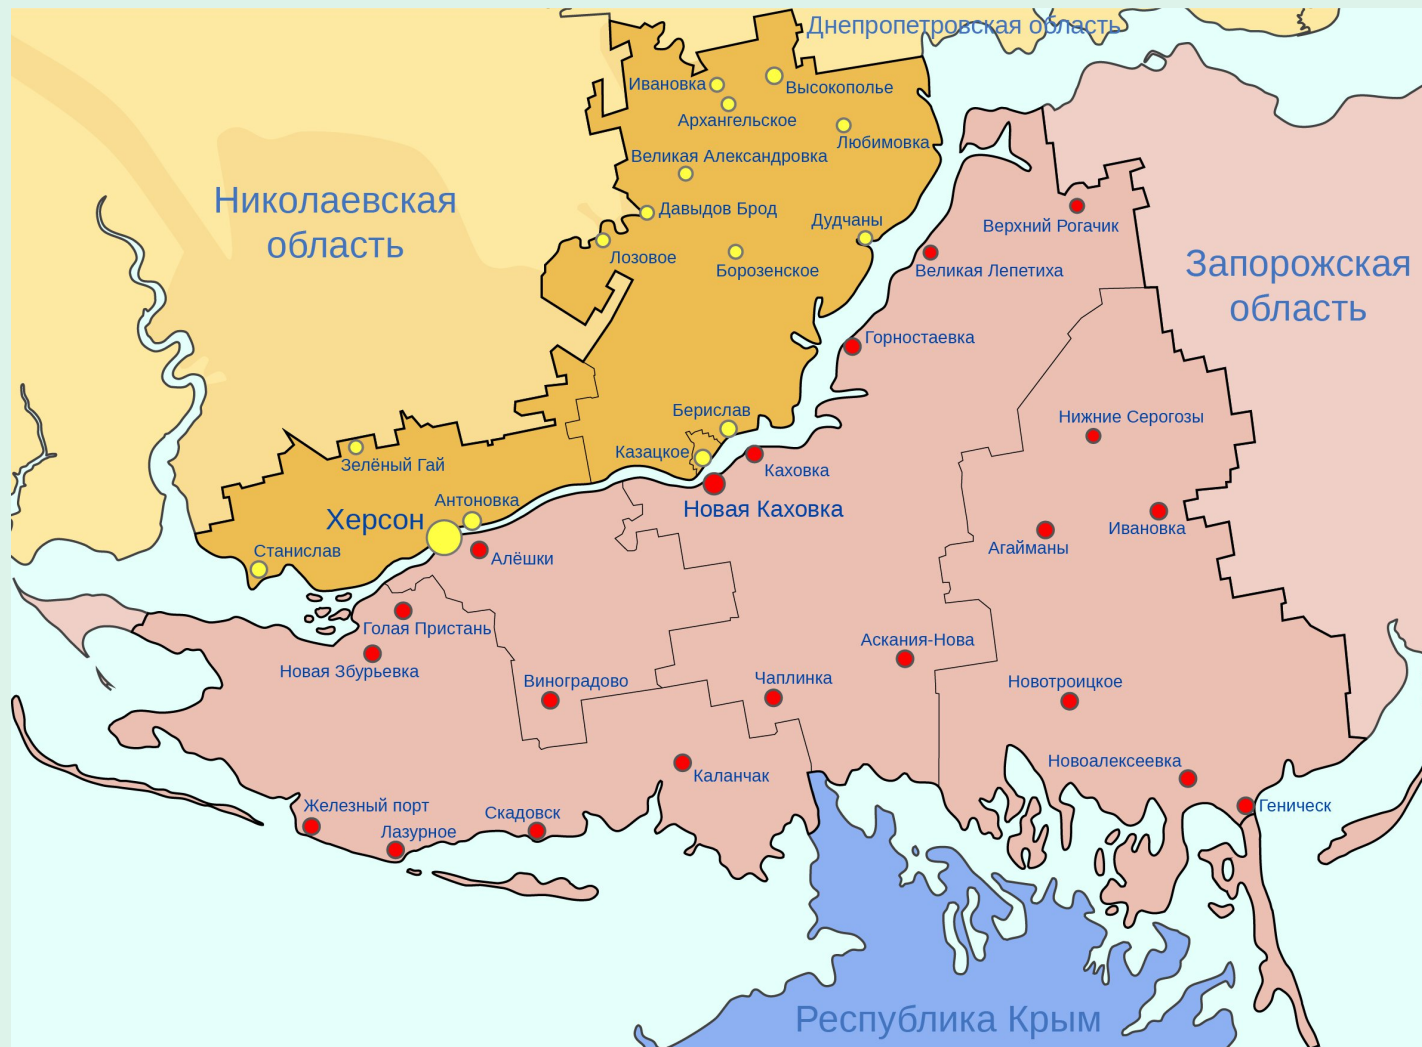 Днепропетровская область
Ивановка
Высокополье
Архангельское
Любимовка
Великая Александровка
Николаевская
область
Давыдов Брод
Дудчаны
Верхний Рогачик
Лозовое
Борозенское
Великая Лепетиха
Запорожская
область
Горностаевка
Берислав
Нижние Серогозы
Зелёный Гай
Казацкое
Каховка
Антоновка
Херсон
Новая Каховка
Ивановка
Станислав
Алёшки
Агайманы
Голая Пристань
Аскания-Нова
Новая Збурьевка
Виноградово
Чаплинка
Новотроицкое
Каланчак
Новоалексеевка
Железный порт
Скадовск
Геническ
Лазурное
Республика Крым